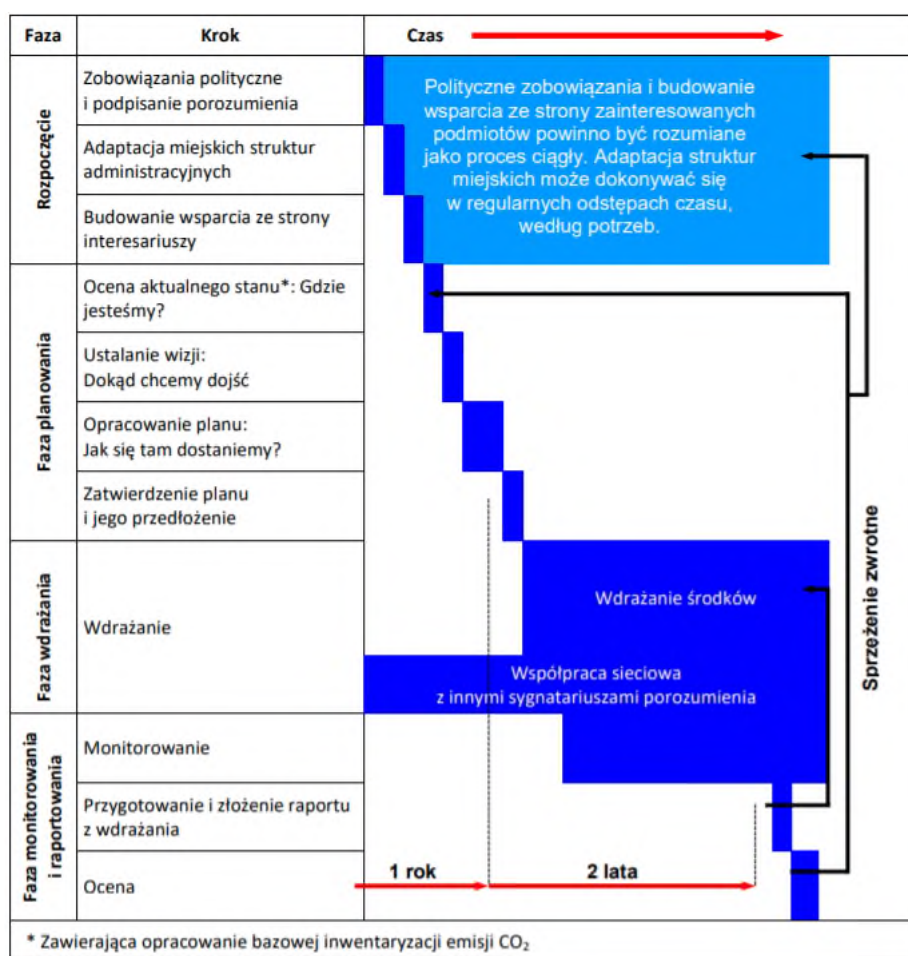 Faza
Krok
Czas
Rozpoczęcie
Zobowiązania polityczne
i podpisanie porozumienia
Adaptacja miejskich struktur
administracyjnych
Budowanie wsparcia ze strony
interesariuszy
Polityczne zobowiązania i budowanie
wsparcia ze strony zainteresowanych
podmiotów powinno być rozumiane
jako proces ciągły. Adaptacja struktur
miejskich może dokonywać się
w regularnych odstępach czasu,
według potrzeb.
Faza planowania
Ocena aktualnego stanu*: Gdzie
jesteśmy?
Ustalanie wizji:
Dokąd chcemy dojść
Opracowanie planu:
Jak się tam dostaniemy?
Zatwierdzenie planu
i jego przedłożenie
Faza wdrażania
Wdrażanie
Wdrażanie środków
Współpraca sieciowa
z innymi sygnatariuszami porozumienia
Sprzężenie zwrotne
Faza monitorowania
i raportowania
Monitorowanie
Przygotowanie i złożenie raportu
z wdrażania
Ocena
1 rok
2 lata
* Zawierająca opracowanie bazowej inwentaryzacji emisji CO₂